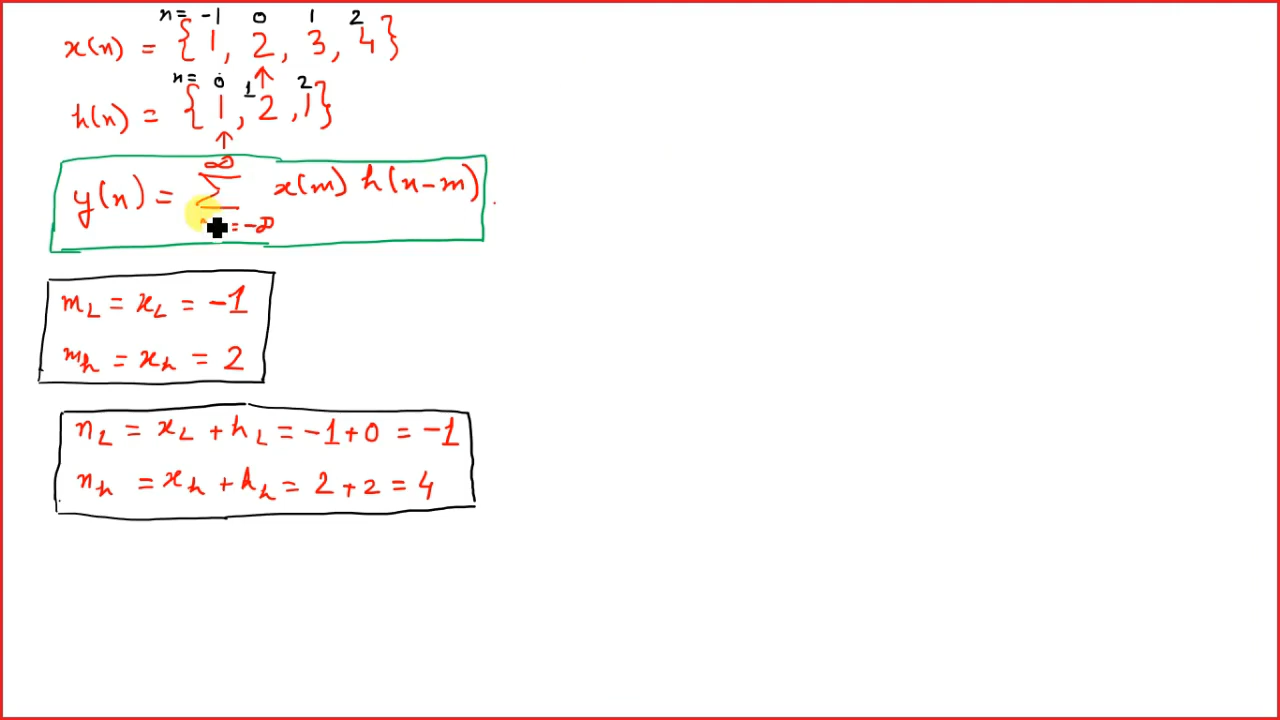 n= -1 0 1 2
x(n) = {1, 2, 3, 4}
↑
n= 0 1 2
h(n) = {1, 2, 1}
↑
∞
y(n) = Σ x(m) h(n-m)
= -∞
m_L = x_L = -1
m_h = x_h = 2
n_L = x_L + h_L = -1+0 = -1
n_h = x_h + h_h = 2+2 = 4